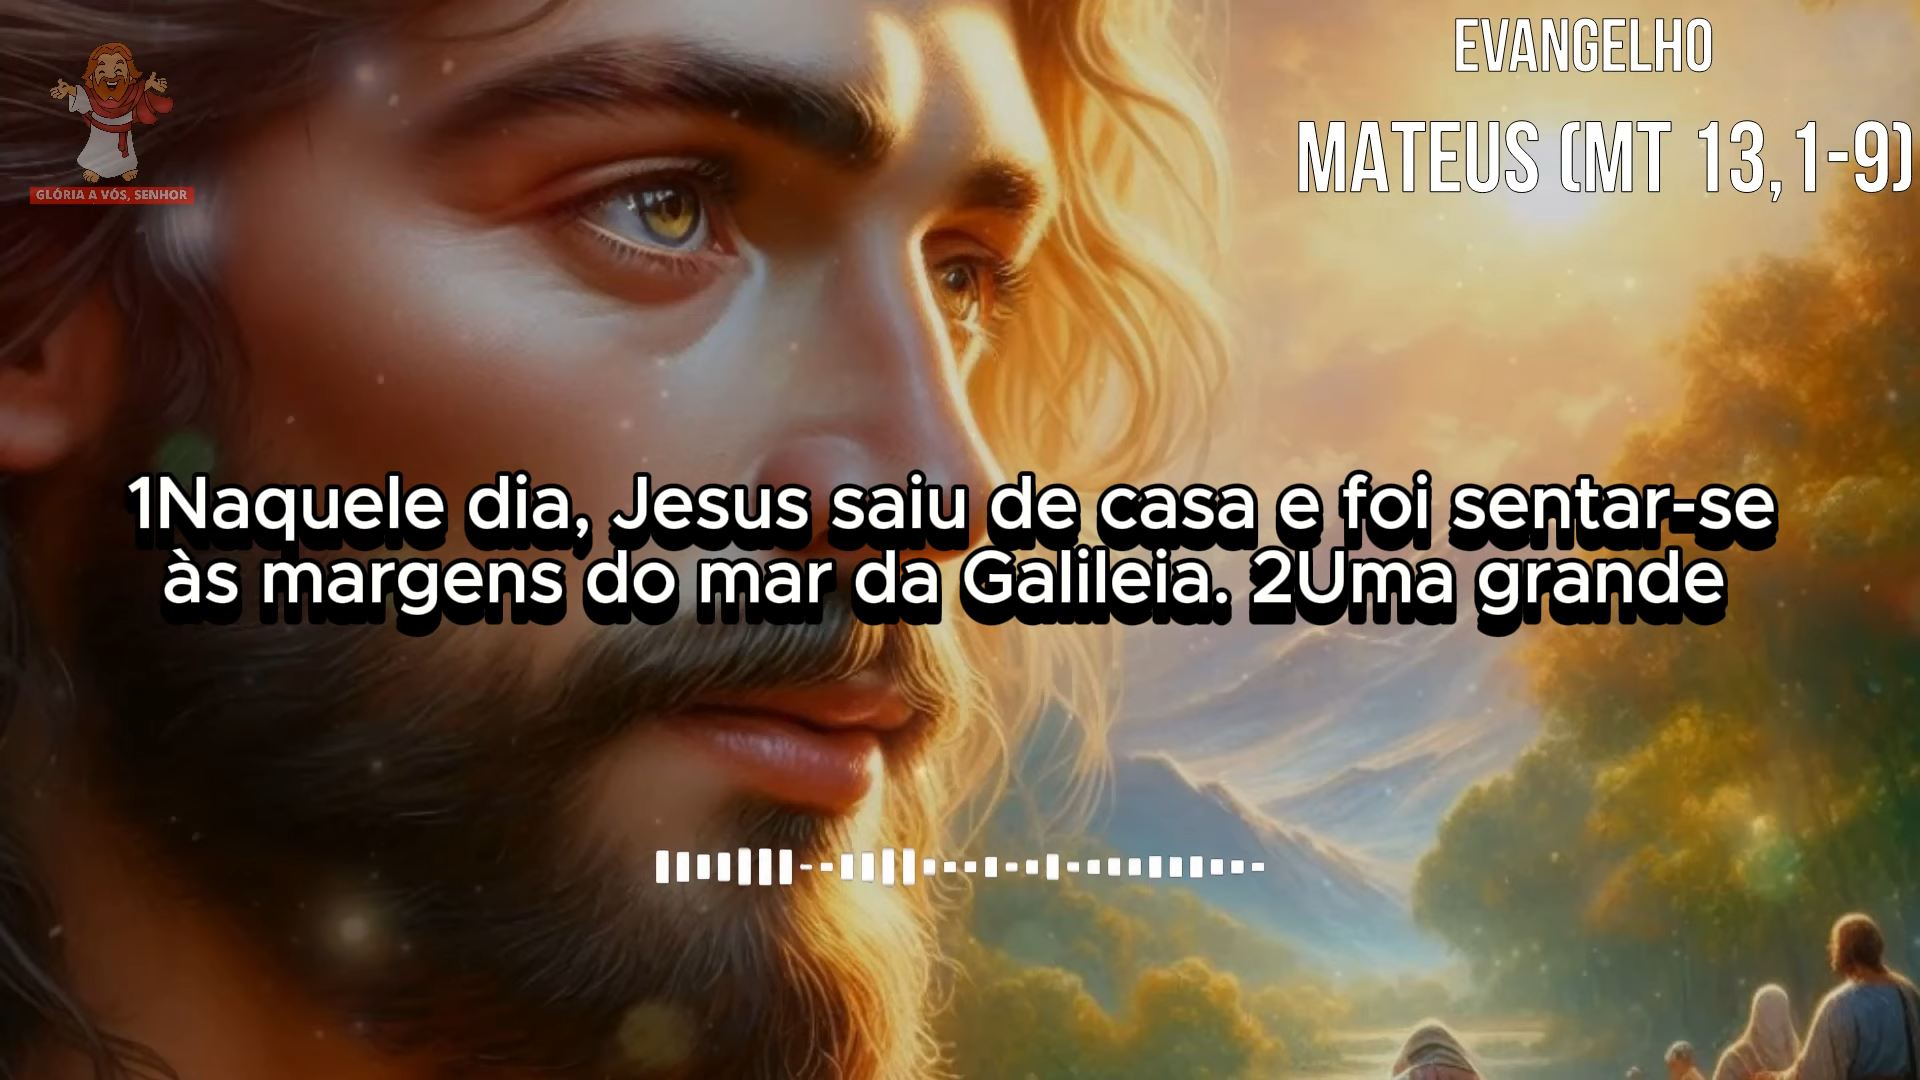 EVANGELHO
MATEUS (MT 13,1-9)
GLÓRIA A VÓS, SENHOR
1Naquele dia, Jesus saiu de casa e foi sentar-se
às margens do mar da Galileia. 2Uma grande